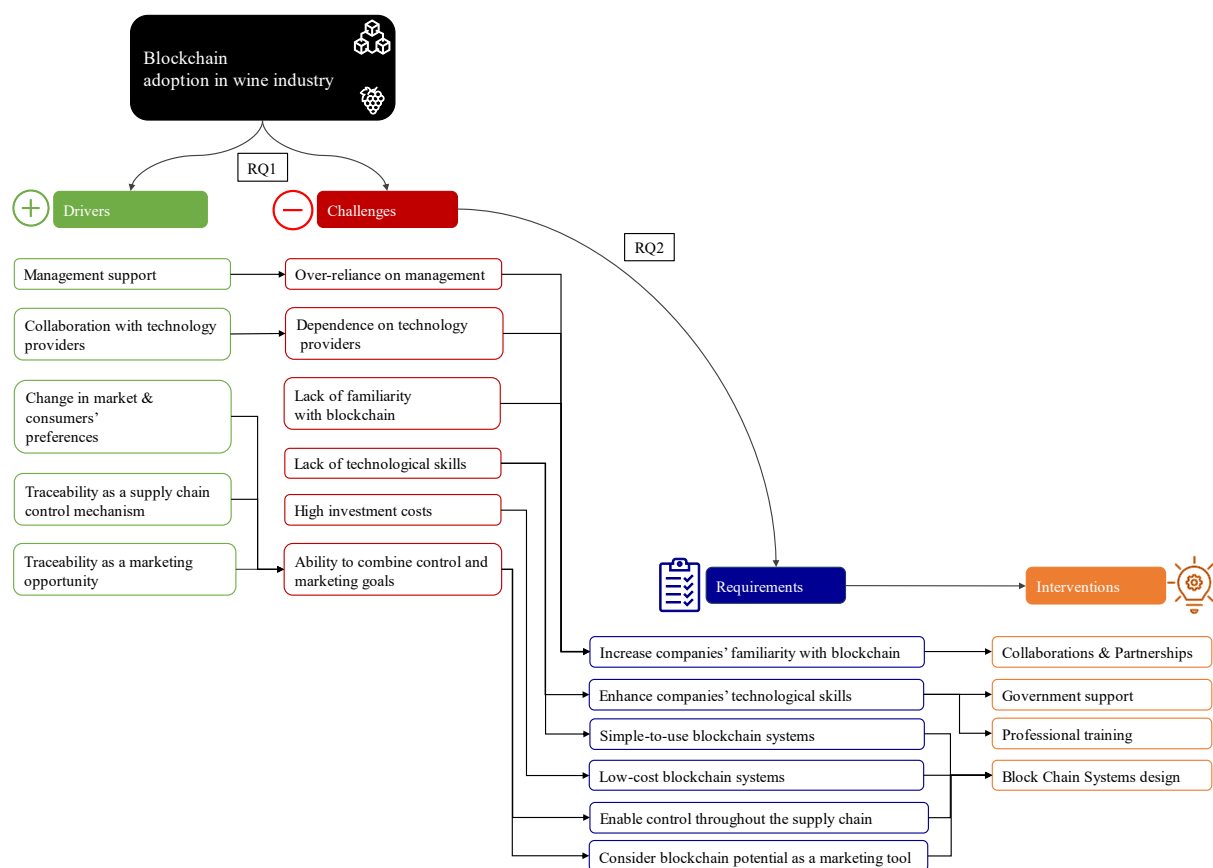 Blockchain
adoption in wine industry
RQ1
Drivers
Challenges
RQ2
Management support
Over-reliance on management
Collaboration with technology
providers
Dependence on technology
providers
Change in market &
consumers’
preferences
Lack of familiarity
with blockchain
Lack of technological skills
Traceability as a supply chain
control mechanism
High investment costs
Traceability as a marketing
opportunity
Ability to combine control and
marketing goals
Requirements
Interventions
Increase companies’ familiarity with blockchain
Collaborations & Partnerships
Enhance companies’ technological skills
Government support
Simple-to-use blockchain systems
Professional training
Low-cost blockchain systems
Block Chain Systems design
Enable control throughout the supply chain
Consider blockchain potential as a marketing tool